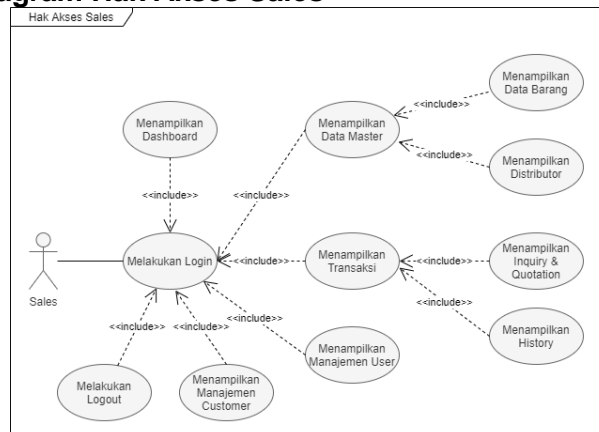 Hak Akses Sales
Menampilkan
Data Barang
<<include>>
Menampilkan
Dashboard
Menampilkan
Data Master
<<include>>
Menampilkan
Distributor
<<include>>
<<include>>
Melakukan Login
<<include>>
Menampilkan
Transaksi
<<include>>
Menampilkan
Inquiry &
Quotation
Sales
<<include>>
<<include>>
<<include>>
<<include>>
Menampilkan
History
Menampilkan
Manajemen User
Melakukan
Logout
Menampilkan
Manajemen
Customer